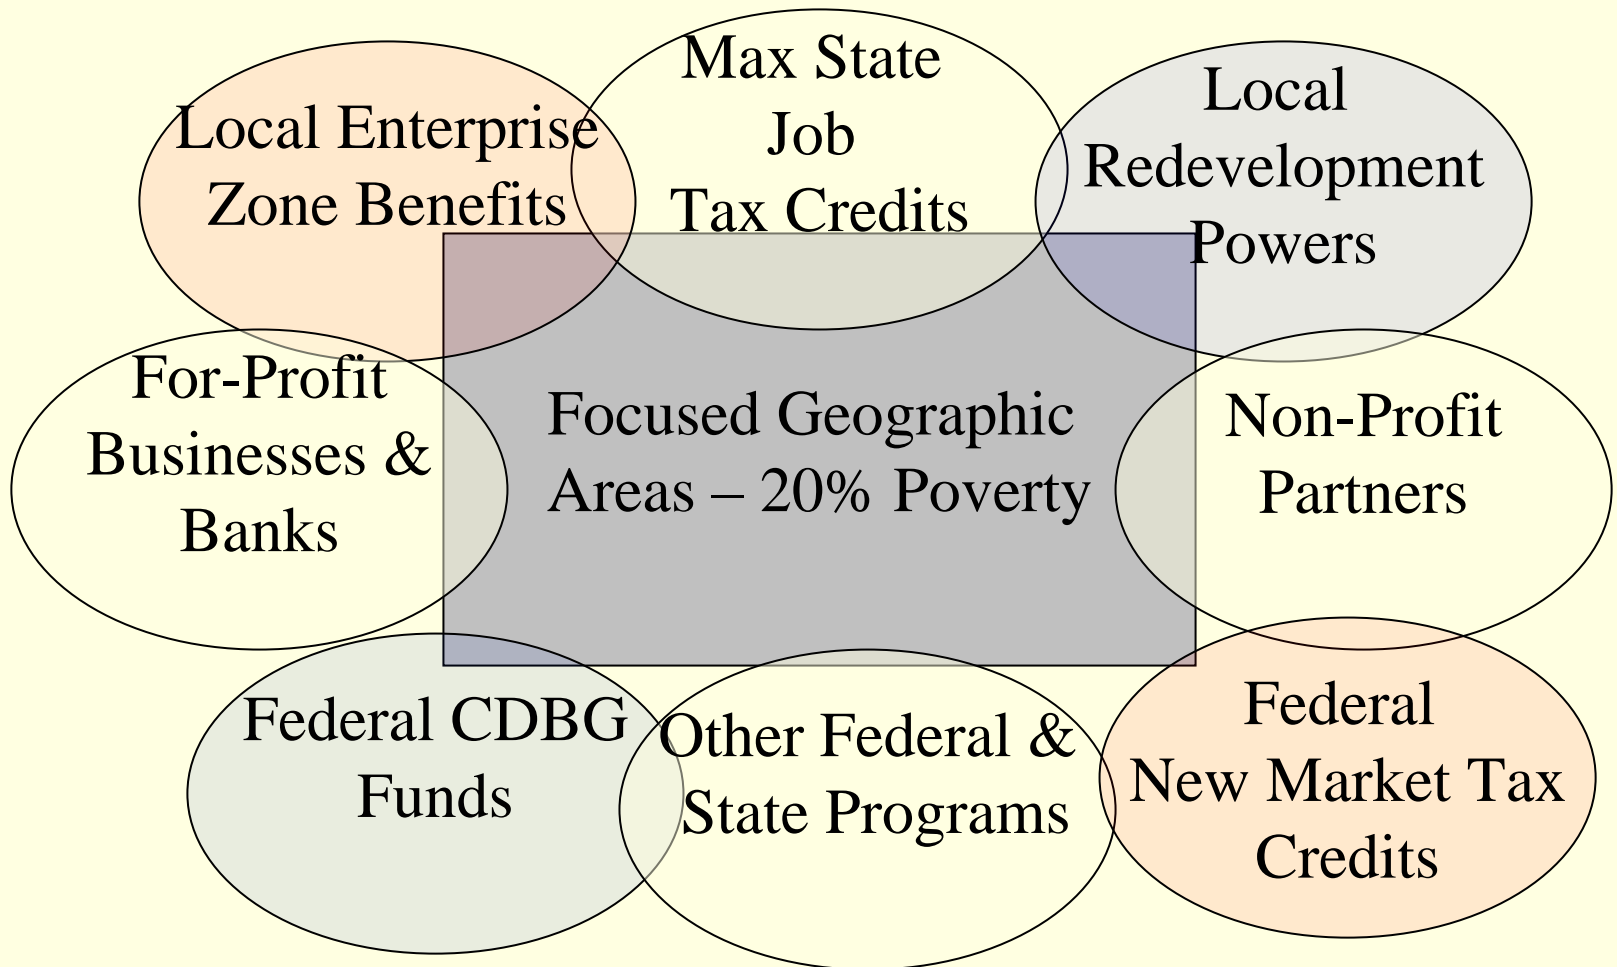 Max State
Job
Tax Credits
Local Enterprise
Zone Benefits
Local
Redevelopment
Powers
For-Profit
Businesses &
Banks
Focused Geographic
Areas – 20% Poverty
Non-Profit
Partners
Federal CDBG
Funds
Other Federal &
State Programs
Federal
New Market Tax
Credits